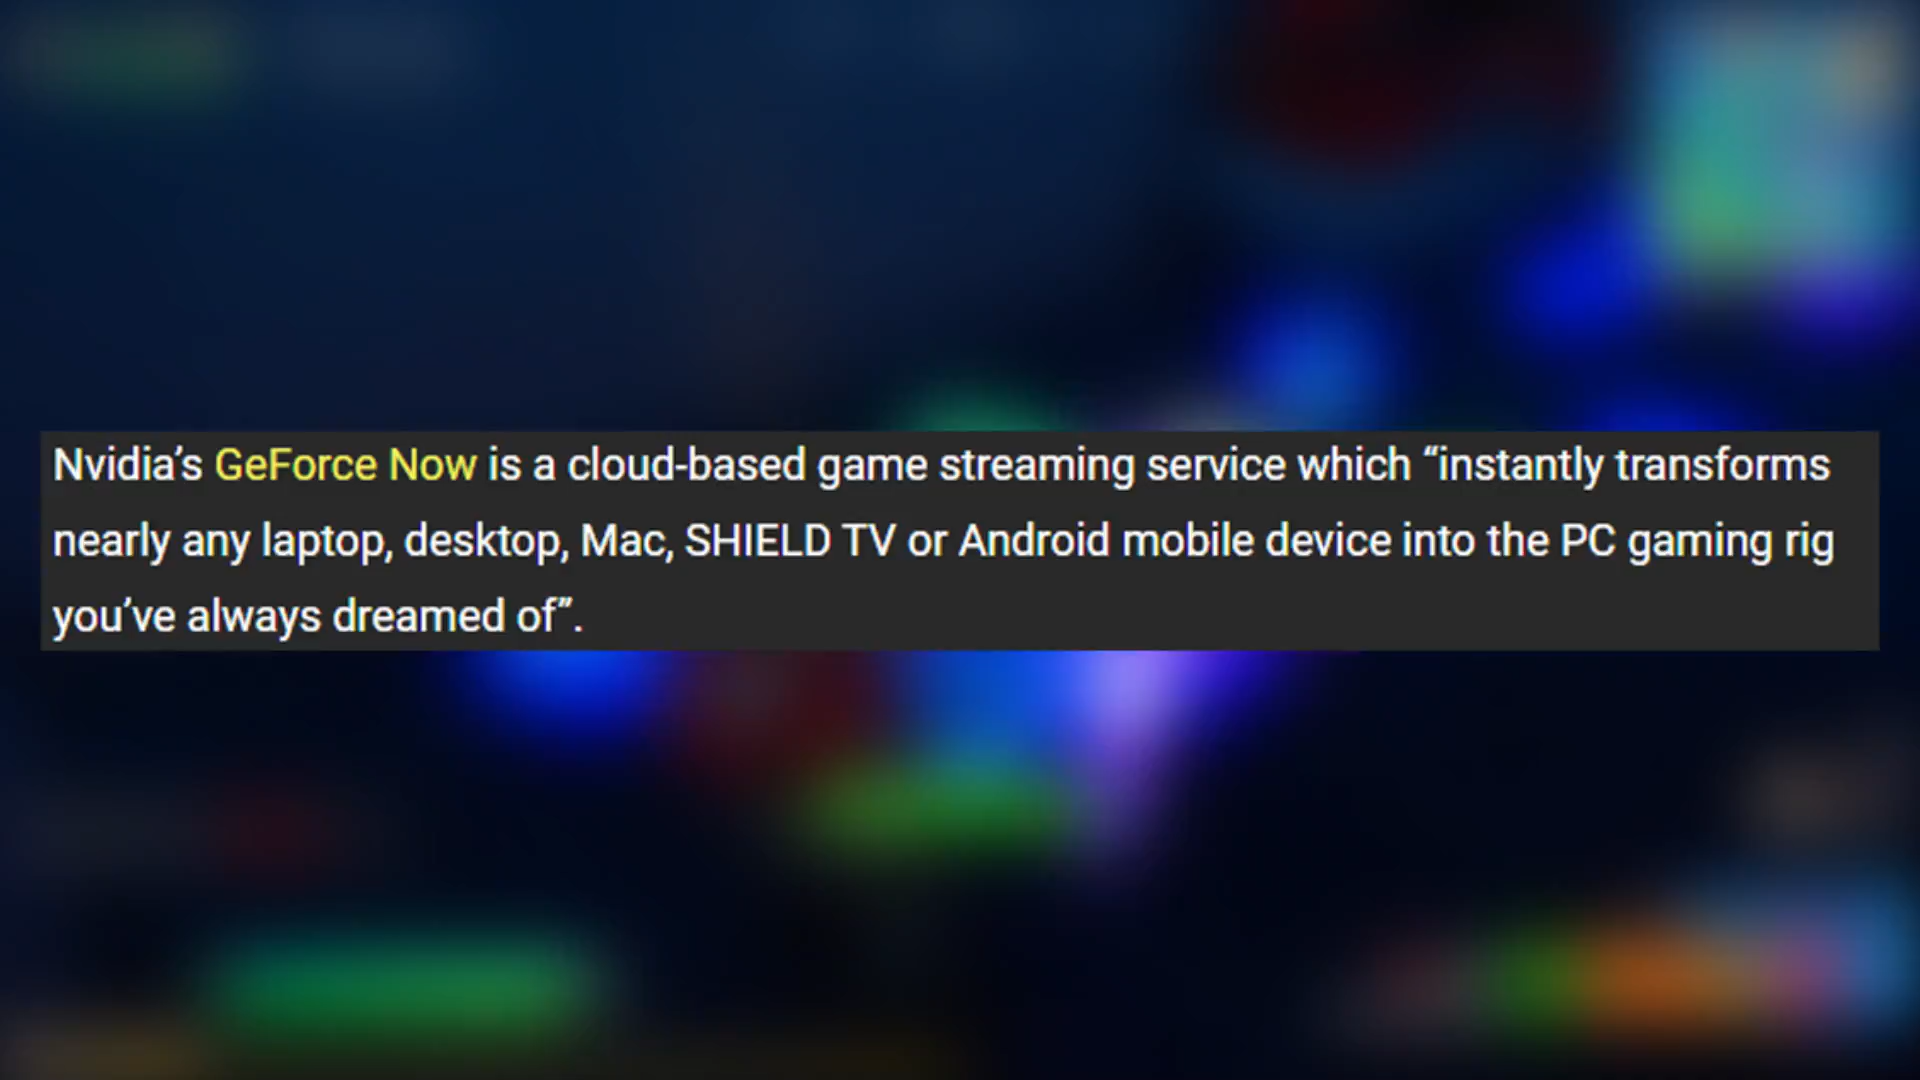 Nvidia’s GeForce Now is a cloud-based game streaming service which “instantly transforms
nearly any laptop, desktop, Mac, SHIELD TV or Android mobile device into the PC gaming rig
you’ve always dreamed of”.